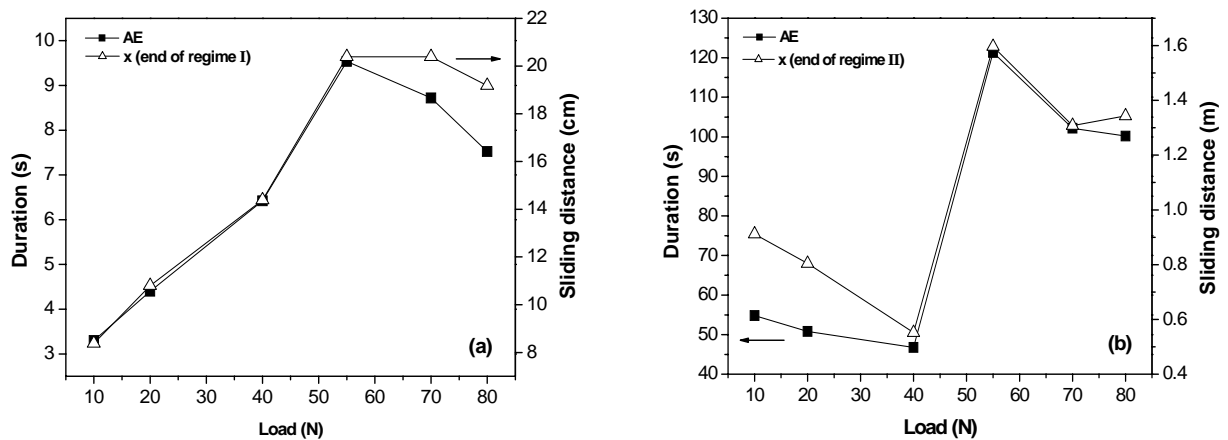 AE
x (end of regime I)
10
9
8
7
6
5
4
3
Duration (s)
22
20
18
16
14
12
10
8
Sliding distance (cm)
(a)
10 20 30 40 50 60 70 80
Load (N)
AE
x (end of regime II)
130
120
110
100
90
80
70
60
50
40
Duration (s)
1.6
1.4
1.2
1.0
0.8
0.6
0.4
Sliding distance (m)
(b)
10 20 30 40 50 60 70 80
Load (N)